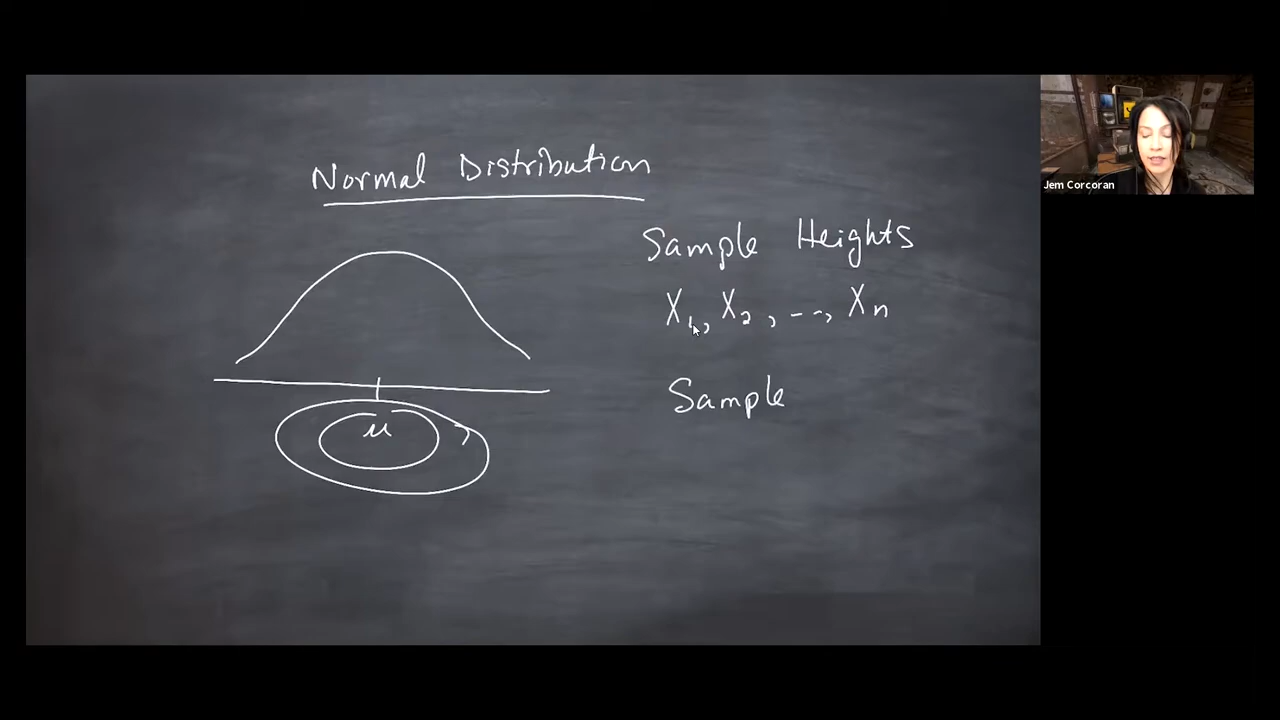 Normal Distribution
Sample Heights
X₁, X₂, --, Xₙ
Sample
μ
Jem Corcoran